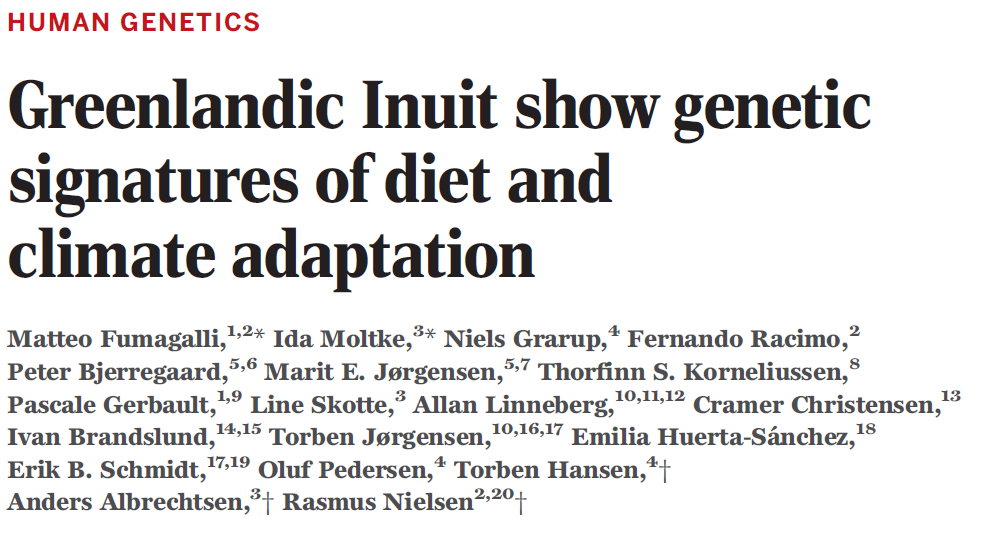 HUMAN GENETICS
Greenlandic Inuit show genetic
signatures of diet and
climate adaptation
Matteo Fumagalli,1,2* Ida Moltke,3* Niels Grarup,4 Fernando Racimo,2
Peter Bjerregaard,5,6 Marit E. Jørgensen,5,7 Thorfinn S. Korneliussen,8
Pascale Gerbault,1,9 Line Skotte,3 Allan Linneberg,10,11,12 Cramer Christensen,13
Ivan Brandslund,14,15 Torben Jørgensen,10,16,17 Emilia Huerta-Sánchez,18
Erik B. Schmidt,17,19 Oluf Pedersen,4 Torben Hansen,4†
Anders Albrechtsen,3† Rasmus Nielsen2,20†